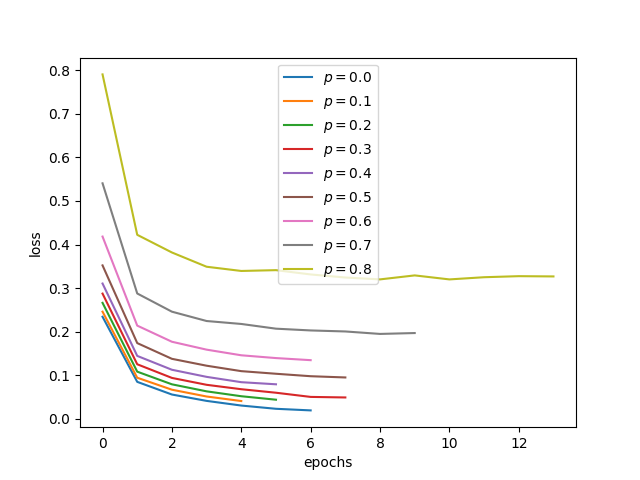 0.8
0.7
0.6
0.5
0.4
0.3
0.2
0.1
0.0
loss
p = 0.0
p = 0.1
p = 0.2
p = 0.3
p = 0.4
p = 0.5
p = 0.6
p = 0.7
p = 0.8
0 2 4 6 8 10 12
epochs